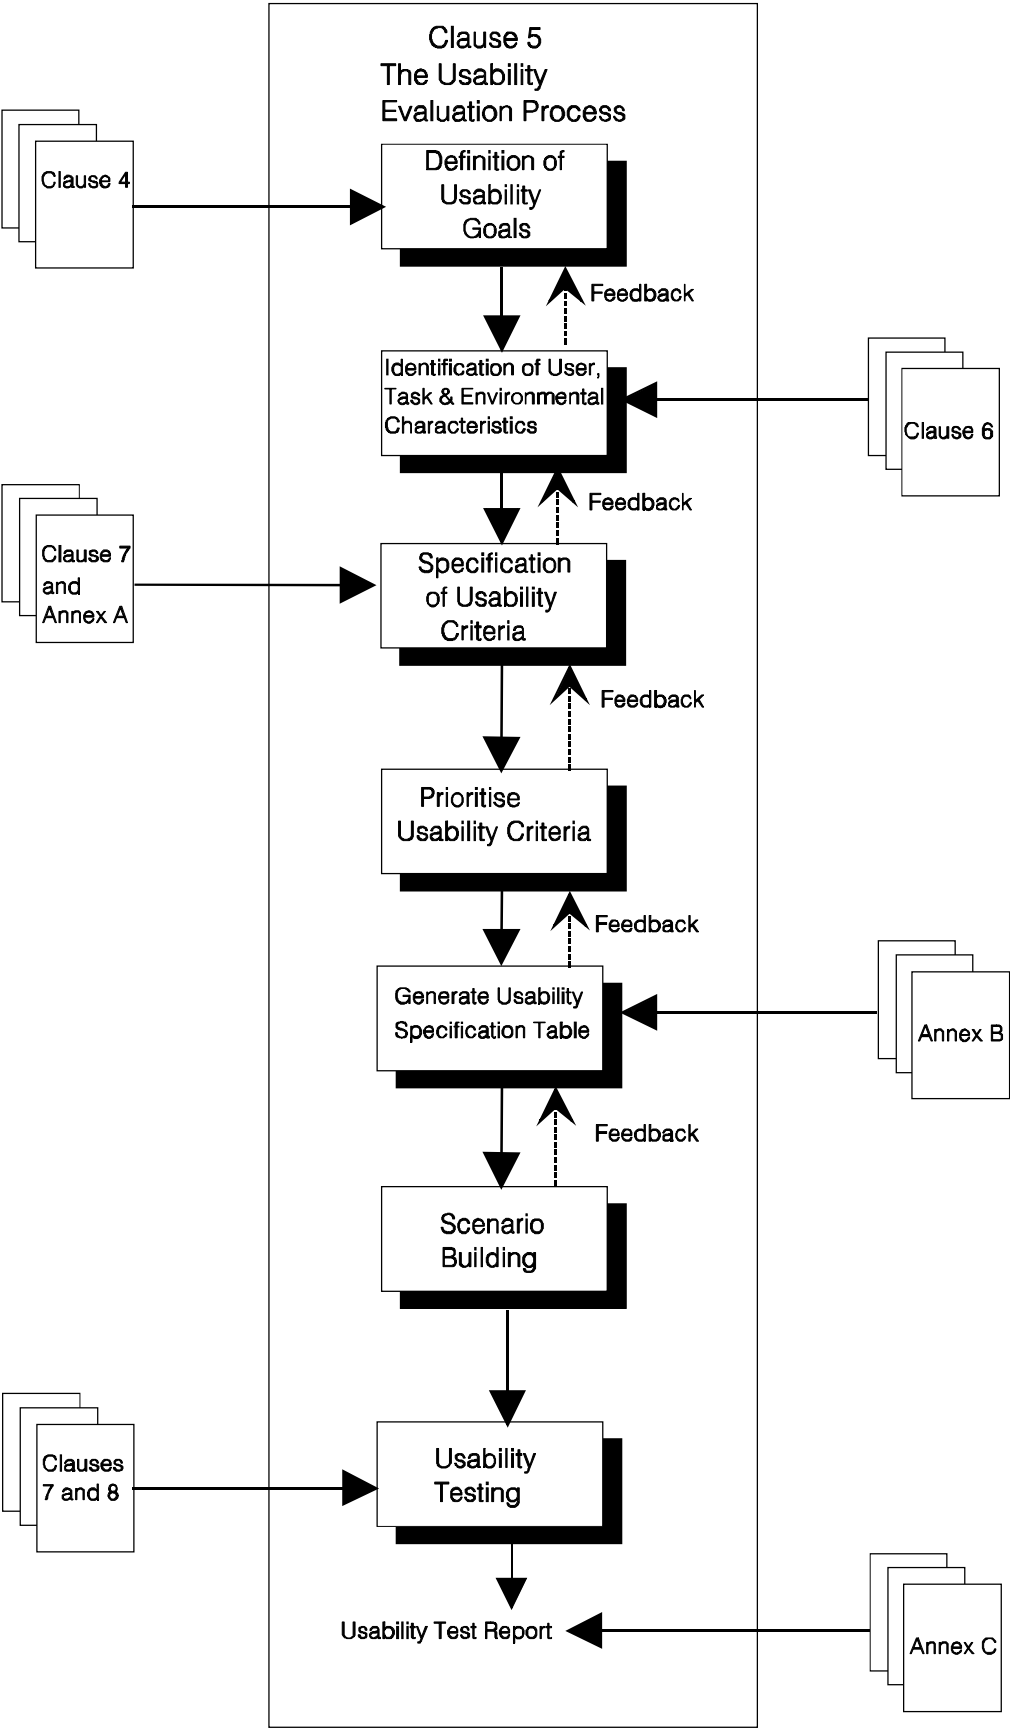 Clause 5
The Usability
Evaluation Process
Definition of
Usability
Goals
Clause 4
Feedback
Identification of User,
Task & Environmental
Characteristics
Clause 6
Feedback
Clause 7
and
Annex A
Specification
of Usability
Criteria
Feedback
Prioritise
Usability Criteria
Feedback
Generate Usability
Specification Table
Annex B
Feedback
Scenario
Building
Clauses
7 and 8
Usability
Testing
Usability Test Report
Annex C